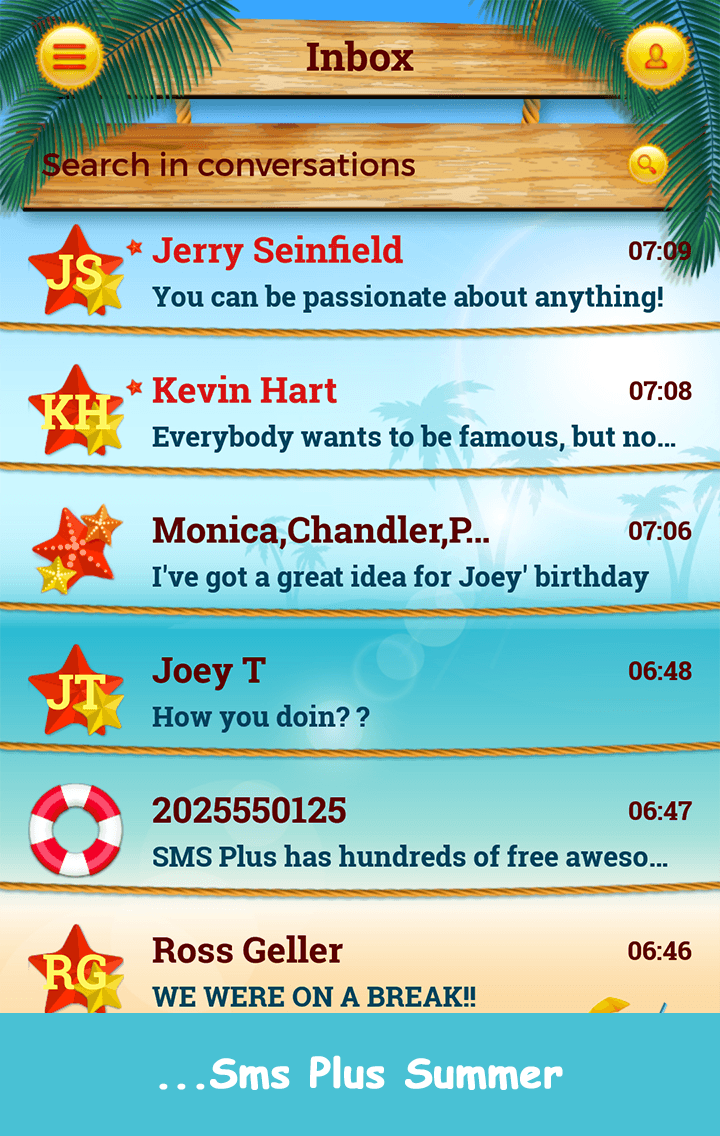 Inbox
Search in conversations
JS
Jerry Seinfield 07:09
You can be passionate about anything!
KH
Kevin Hart 07:08
Everybody wants to be famous, but no...
Monica,Chandler,P... 07:06
I've got a great idea for Joey' birthday
JT
Joey T 06:48
How you doin? ?
2025550125 06:47
SMS Plus has hundreds of free aweso...
RG
Ross Geller 06:46
WE WERE ON A BREAK!!
...Sms Plus Summer